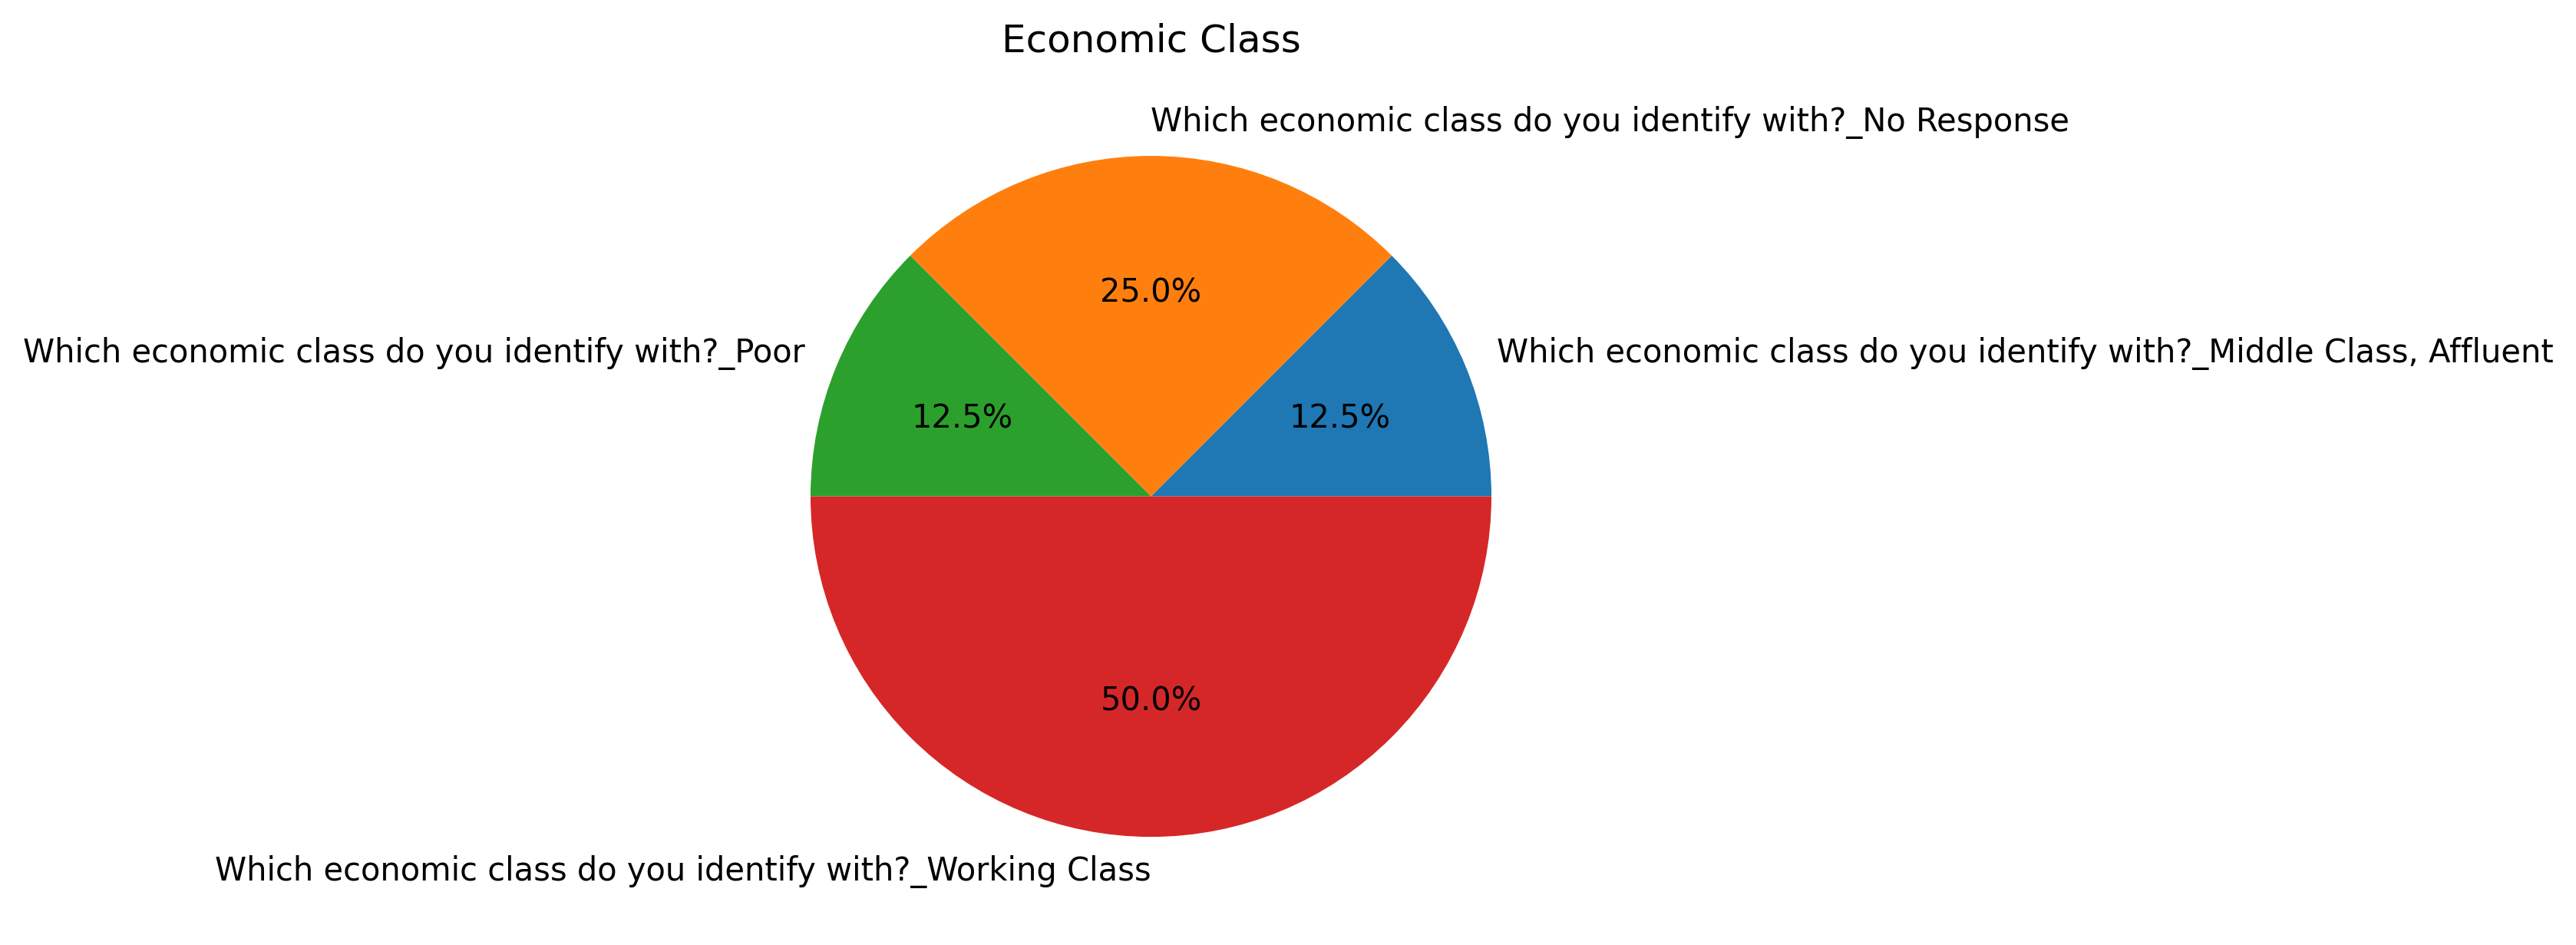 Economic Class
Which economic class do you identify with?_No Response
25.0%
Which economic class do you identify with?_Poor
Which economic class do you identify with?_Middle Class, Affluent
12.5%
12.5%
50.0%
Which economic class do you identify with?_Working Class